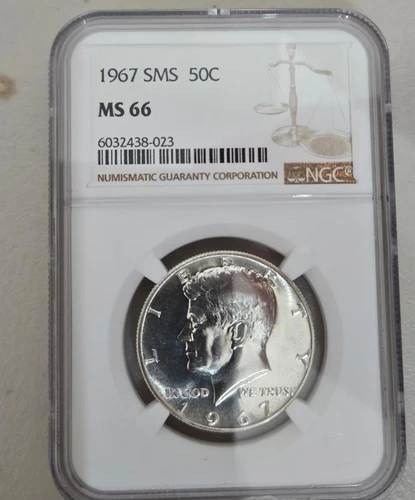 1967 SMS 50C
MS 66
6032438-023
NUMISMATIC GUARANTY CORPORATION
NGC
LIBERTY
IN GOD WE TRUST
1967